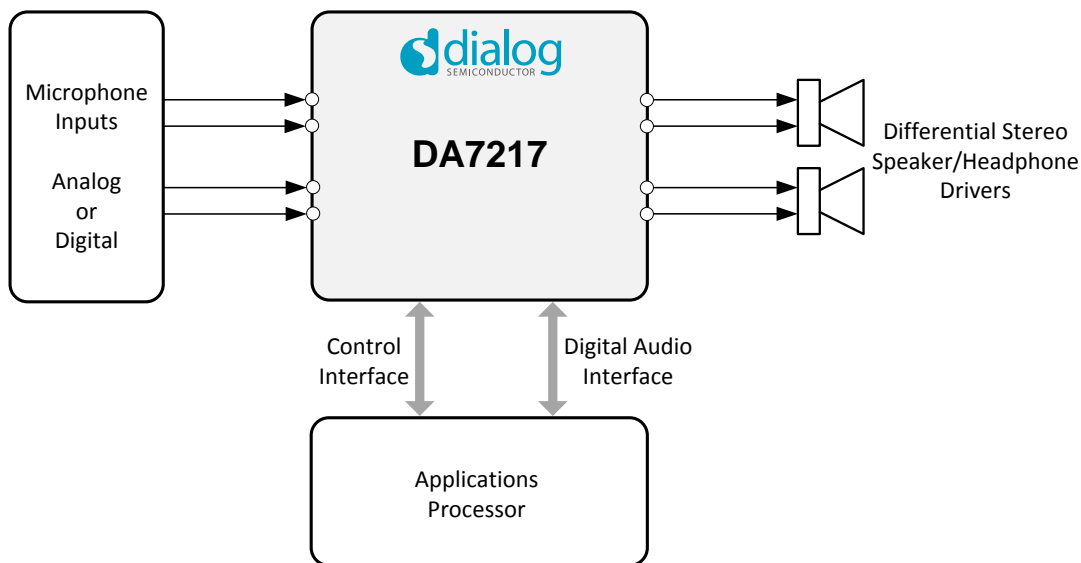 dialog
SEMICONDUCTOR
DA7217
Microphone
Inputs
Analog
or
Digital
Differential Stereo
Speaker/Headphone
Drivers
Control
Interface
Digital Audio
Interface
Applications
Processor